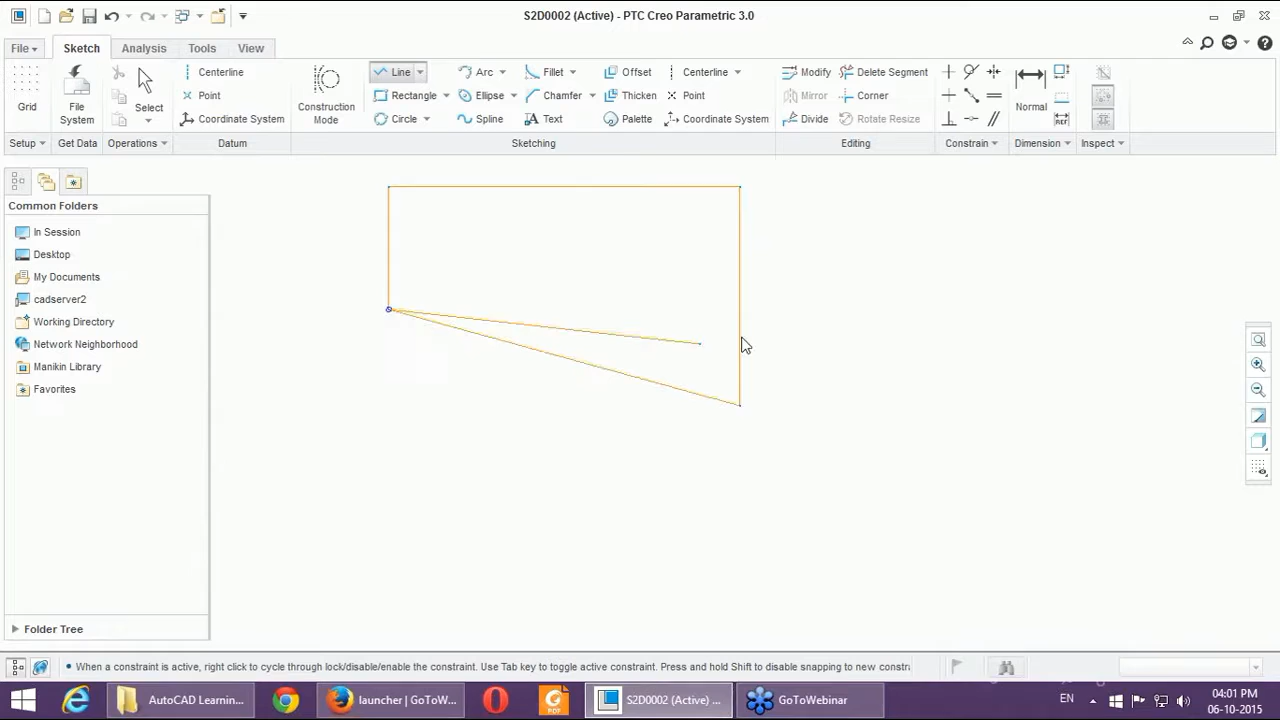 S2D0002 (Active) - PTC Creo Parametric 3.0
File Sketch Analysis Tools View
Grid
File System
Select
Centerline
Point
Coordinate System
Construction Mode
Line Arc Fillet Offset Centerline
Rectangle Ellipse Chamfer Thicken Point
Circle Spline Text Palette Coordinate System
Modify Delete Segment
Mirror Corner
Divide Rotate Resize
Normal
REF
Setup Get Data Operations Datum Sketching Editing Constrain Dimension Inspect
Common Folders
In Session
Desktop
My Documents
cadserver2
Working Directory
Network Neighborhood
Manikin Library
Favorites
Folder Tree
When a constraint is active, right click to cycle through lock/disable/enable the constraint. Use Tab key to toggle active constraint. Press and hold Shift to disable snapping to new constr
AutoCAD Learnin... launcher | GoToW... PDF S2D0002 (Active) ... GoToWebinar EN 04:01 PM
06-10-2015